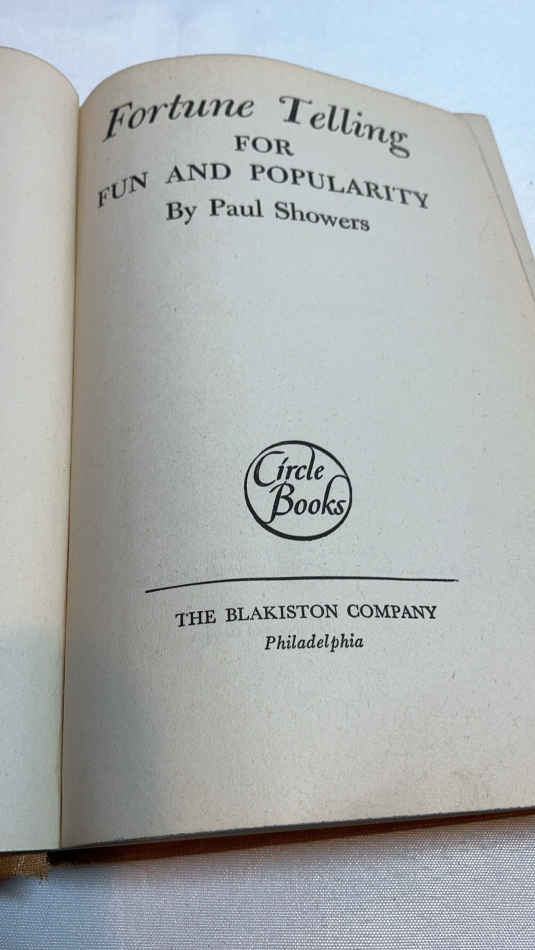 Fortune Telling
FOR
FUN AND POPULARITY
By Paul Showers
Circle
Books
THE BLAKISTON COMPANY
Philadelphia